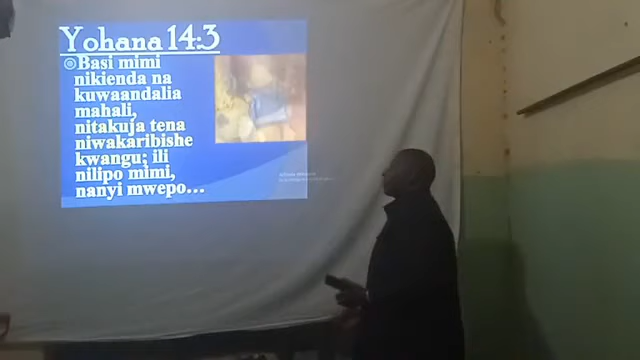 Yohana 14:3
Basi mimi
nikienda na
kuwaandalia
mahali,
nitakuja tena
niwakaribishe
kwangu; ili
nilipo mimi,
nanyi mwepo...